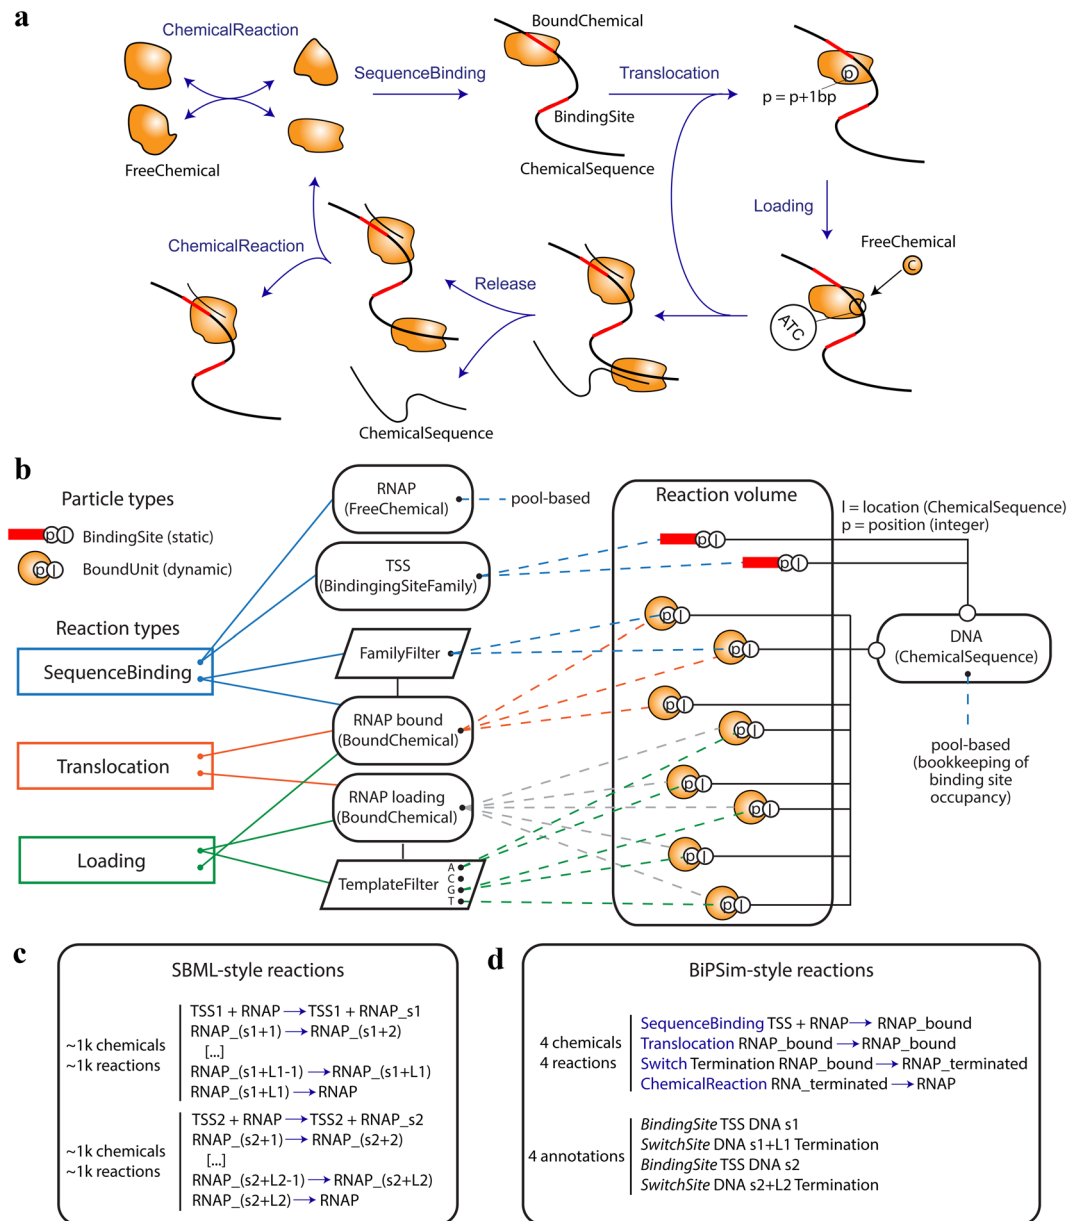 a
ChemicalReaction
FreeChemical
SequenceBinding
BoundChemical
BindingSite
ChemicalSequence
Translocation
p
p = p+1bp
Loading
FreeChemical
C
ATC
Release
ChemicalSequence
ChemicalReaction
b
Particle types
p l BindingSite (static)
p l BoundUnit (dynamic)
Reaction types
SequenceBinding
Translocation
Loading
RNAP
(FreeChemical)
pool-based
TSS
(BindingingSiteFamily)
FamilyFilter
RNAP bound
(BoundChemical)
RNAP loading
(BoundChemical)
TemplateFilter
A
C
G
T
Reaction volume
p l
p l
p l
p l
p l
p l
p l
p l
p l
p l
l = location (ChemicalSequence)
p = position (integer)
DNA
(ChemicalSequence)
pool-based
(bookkeeping of
binding site
occupancy)
c
SBML-style reactions
~1k chemicals
~1k reactions
TSS1 + RNAP → TSS1 + RNAP_s1
RNAP_(s1+1) → RNAP_(s1+2)
[...]
RNAP_(s1+L1-1) → RNAP_(s1+L1)
RNAP_(s1+L1) → RNAP
~1k chemicals
~1k reactions
TSS2 + RNAP → TSS2 + RNAP_s2
RNAP_(s2+1) → RNAP_(s2+2)
[...]
RNAP_(s2+L2-1) → RNAP_(s2+L2)
RNAP_(s2+L2) → RNAP
d
BiPSim-style reactions
4 chemicals
4 reactions
SequenceBinding TSS + RNAP → RNAP_bound
Translocation RNAP_bound → RNAP_bound
Switch Termination RNAP_bound → RNAP_terminated
ChemicalReaction RNA_terminated → RNAP
4 annotations
BindingSite TSS DNA s1
SwitchSite DNA s1+L1 Termination
BindingSite TSS DNA s2
SwitchSite DNA s2+L2 Termination